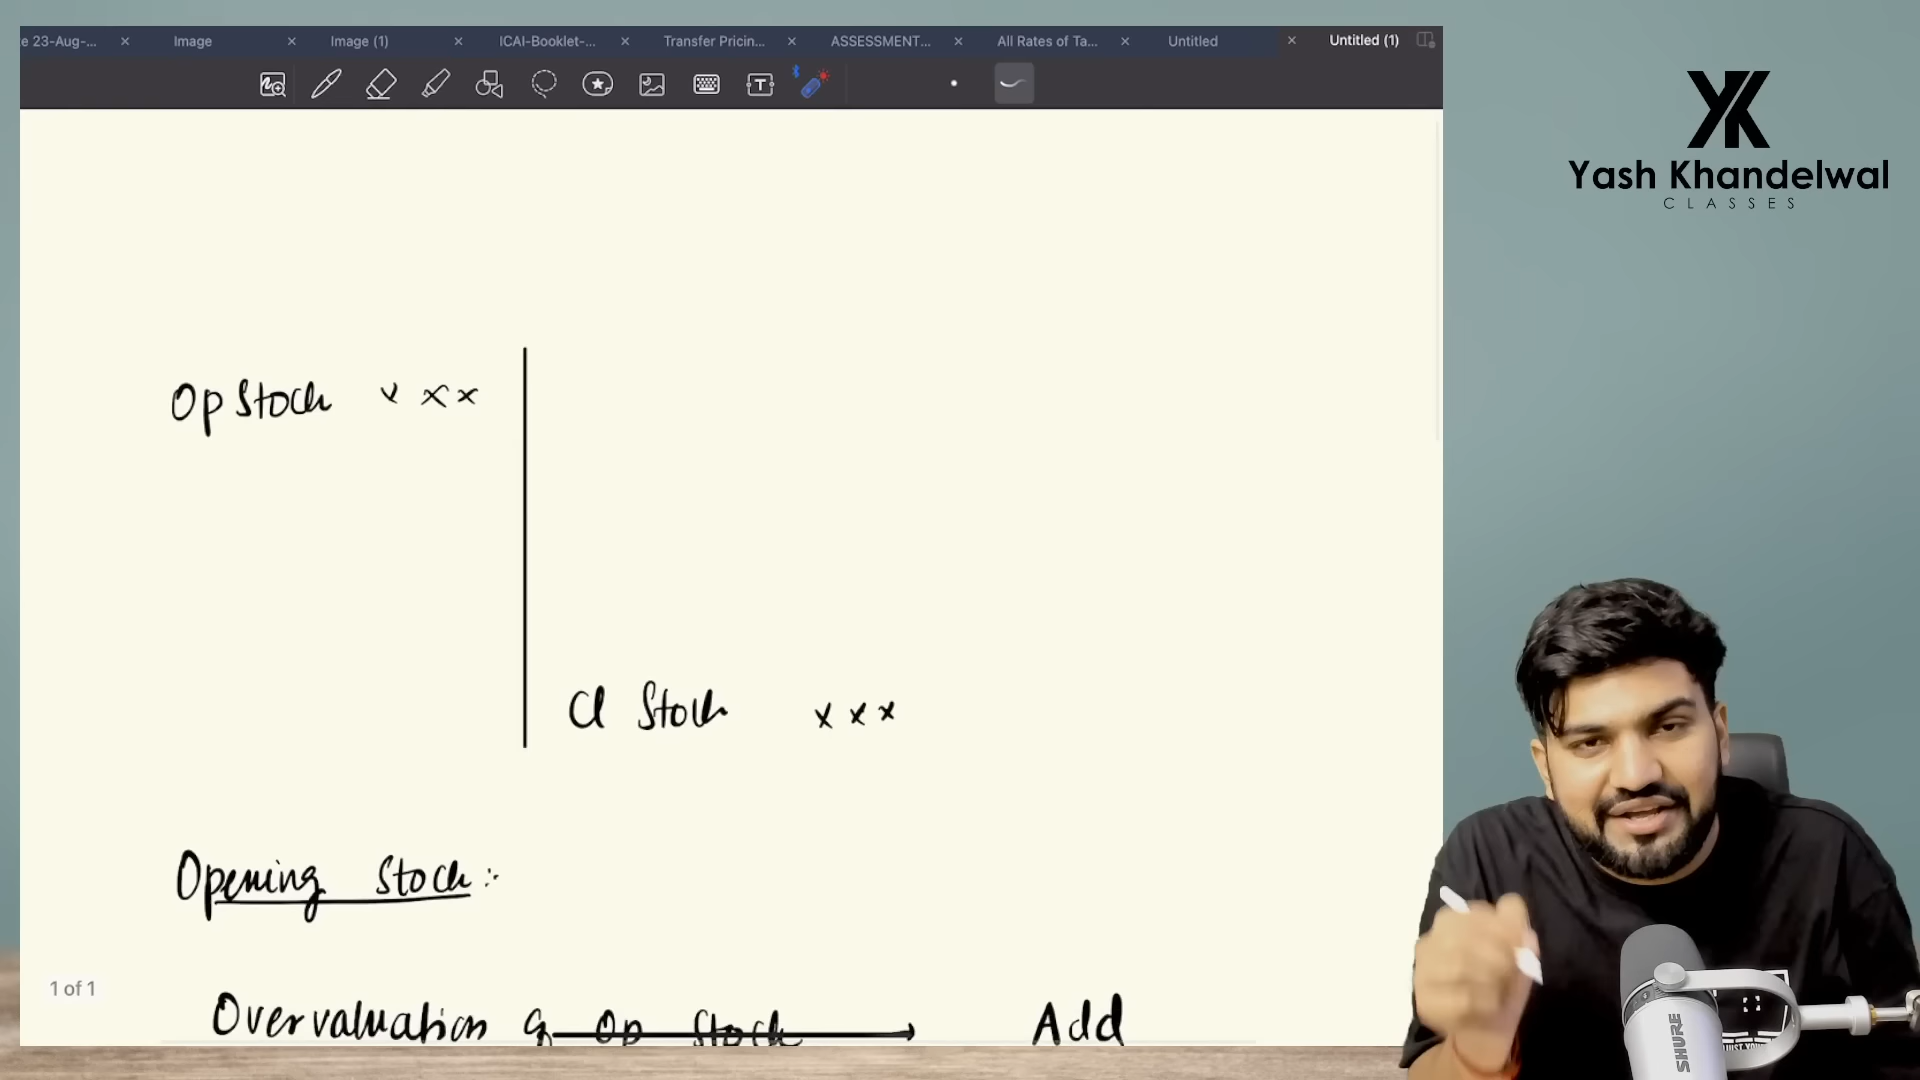 e 23-Aug-... Image Image (1) ICAI-Booklet-... Transfer Pricin... ASSESSMENT... All Rates of Ta... Untitled Untitled (1)
YK
Yash Khandelwal
CLASSES
Op Stock x x x
Cl Stock x x x
Opening Stock :-
1 of 1
Overvaluation of Op Stock → Add
SHURE